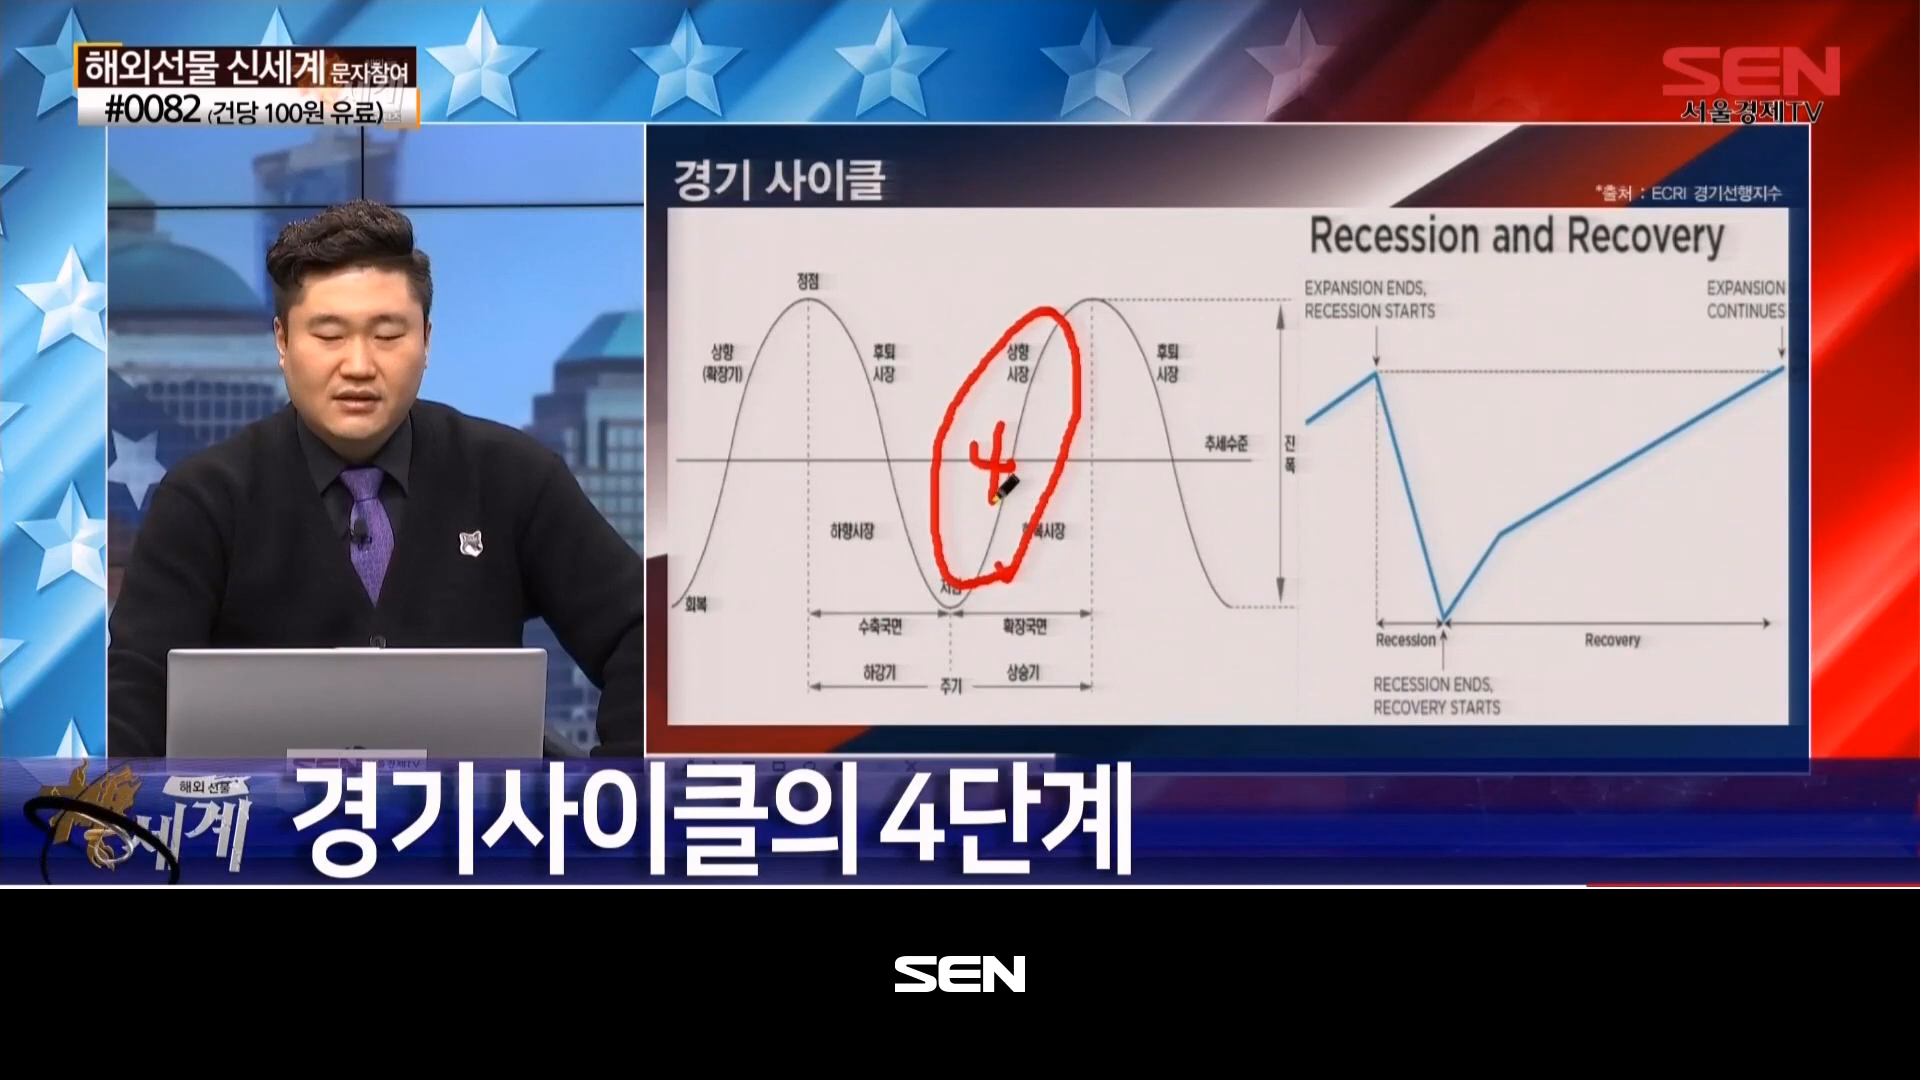 해외선물 신세계 문자참여
#0082 (건당 100원 유료)
SEN
서울경제TV
경기 사이클
*출처 : ECRI 경기선행지수
Recession and Recovery
EXPANSION ENDS,
RECESSION STARTS
EXPANSION
CONTINUES
정점
상향
(확장기)
후퇴
시장
상향
시장
후퇴
시장
4
추세수준
진
폭
하향시장
회복
수축국면
확장국면
하강기
상승기
주기
Recession
Recovery
RECESSION ENDS,
RECOVERY STARTS
해외 선물
세계
경기사이클의 4단계
SEN